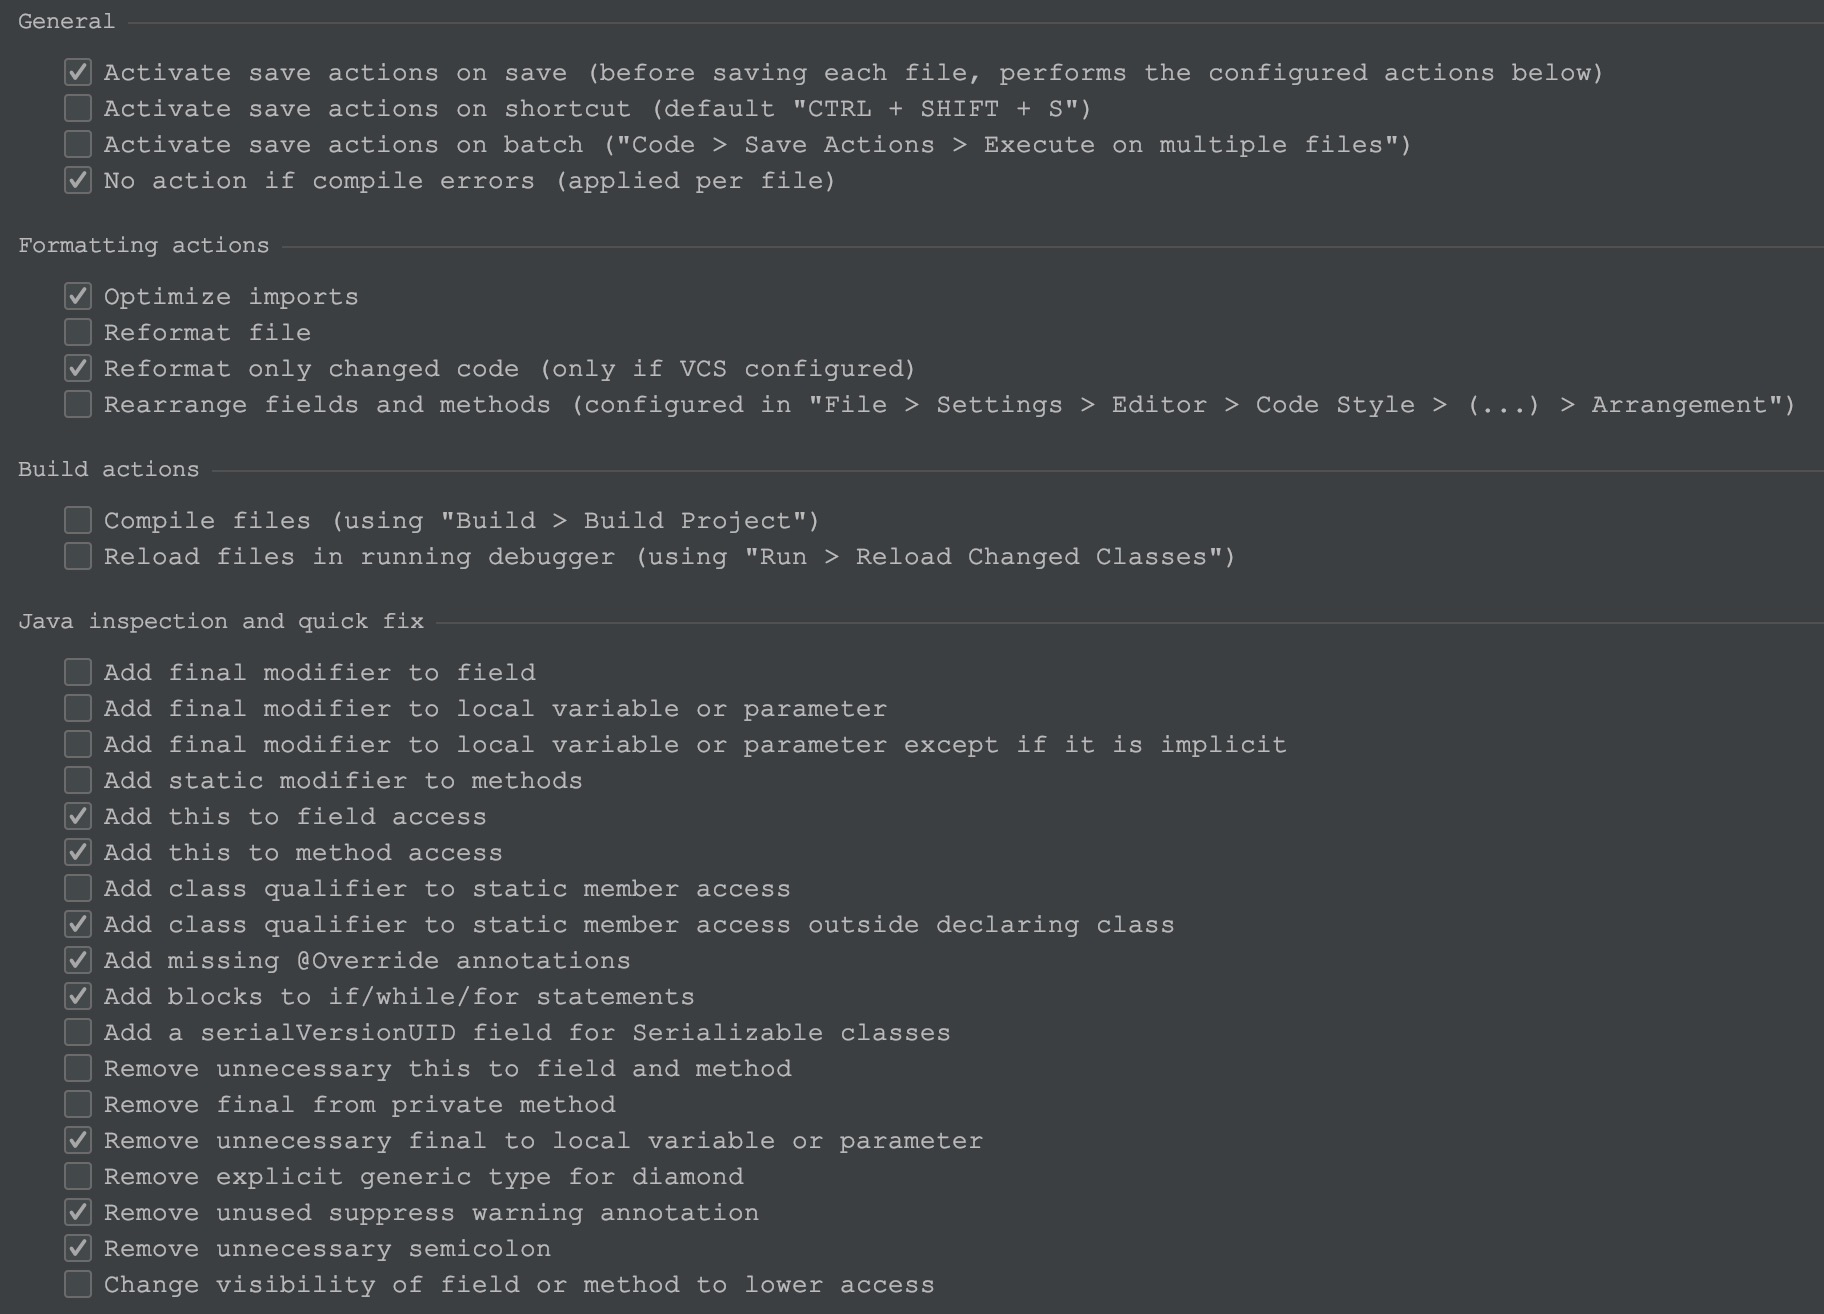 General
Activate save actions on save (before saving each file, performs the configured actions below)
Activate save actions on shortcut (default "CTRL + SHIFT + S")
Activate save actions on batch ("Code > Save Actions > Execute on multiple files")
No action if compile errors (applied per file)
Formatting actions
Optimize imports
Reformat file
Reformat only changed code (only if VCS configured)
Rearrange fields and methods (configured in "File > Settings > Editor > Code Style > (...) > Arrangement")
Build actions
Compile files (using "Build > Build Project")
Reload files in running debugger (using "Run > Reload Changed Classes")
Java inspection and quick fix
Add final modifier to field
Add final modifier to local variable or parameter
Add final modifier to local variable or parameter except if it is implicit
Add static modifier to methods
Add this to field access
Add this to method access
Add class qualifier to static member access
Add class qualifier to static member access outside declaring class
Add missing @Override annotations
Add blocks to if/while/for statements
Add a serialVersionUID field for Serializable classes
Remove unnecessary this to field and method
Remove final from private method
Remove unnecessary final to local variable or parameter
Remove explicit generic type for diamond
Remove unused suppress warning annotation
Remove unnecessary semicolon
Change visibility of field or method to lower access